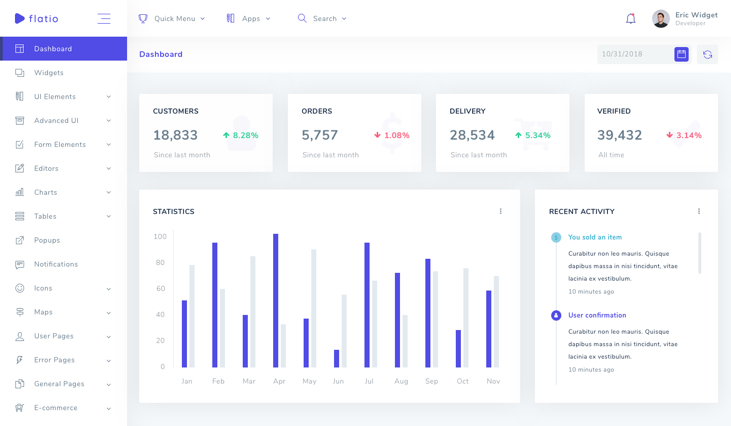 flatio
Quick Menu
Apps
Search
Eric Widget
Developer
Dashboard
Widgets
UI Elements
Advanced UI
Form Elements
Editors
Charts
Tables
Popups
Notifications
Icons
Maps
User Pages
Error Pages
General Pages
E-commerce
Dashboard
10/31/2018
CUSTOMERS
18,833
8.28%
Since last month
ORDERS
5,757
1.08%
Since last month
DELIVERY
28,534
5.34%
Since last month
VERIFIED
39,432
3.14%
All time
STATISTICS
100
80
60
40
20
0
Jan Feb Mar Apr May Jun Jul Aug Sep Oct Nov
RECENT ACTIVITY
You sold an item
Curabitur non leo mauris. Quisque
dapibus massa in nisi tincidunt, vitae
lacinia ex vestibulum.
10 minutes ago
User confirmation
Curabitur non leo mauris. Quisque
dapibus massa in nisi tincidunt, vitae
lacinia ex vestibulum.
10 minutes ago